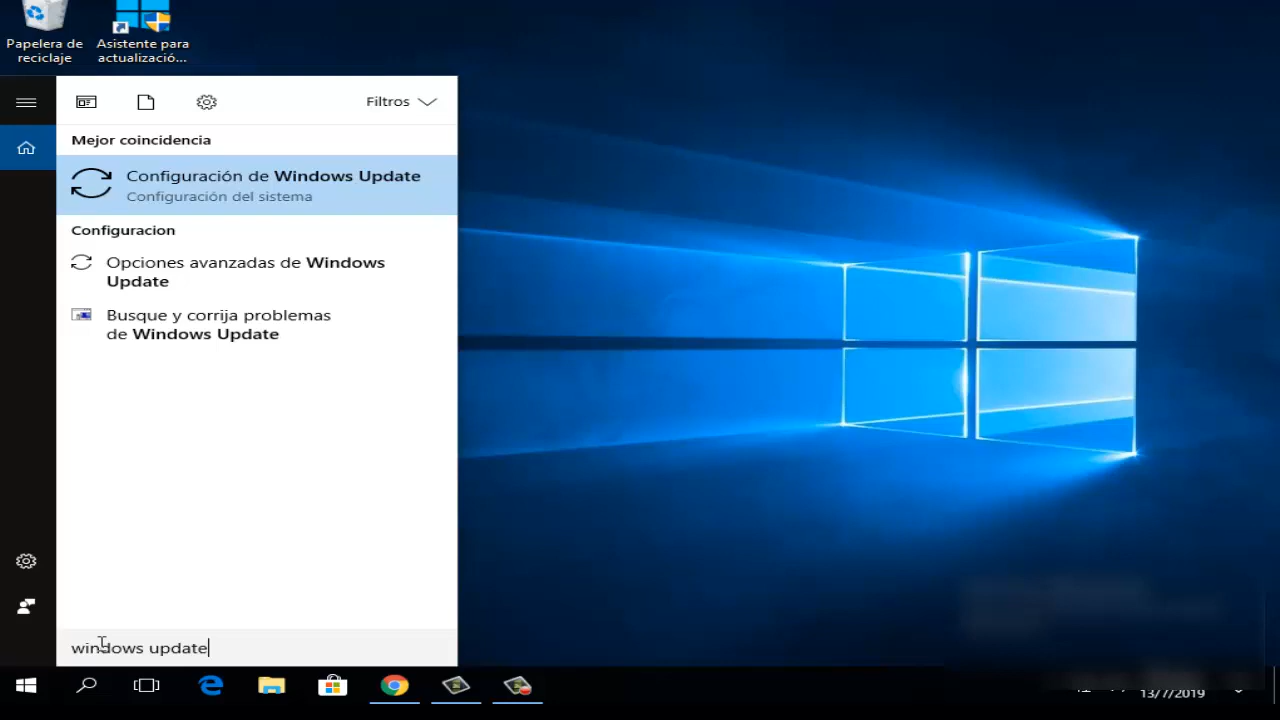 Papelera de
reciclaje
Asistente para
actualizació...
Filtros
Mejor coincidencia
Configuración de Windows Update
Configuración del sistema
Configuracion
Opciones avanzadas de Windows
Update
Busque y corrija problemas
de Windows Update
windows update
13/7/2019